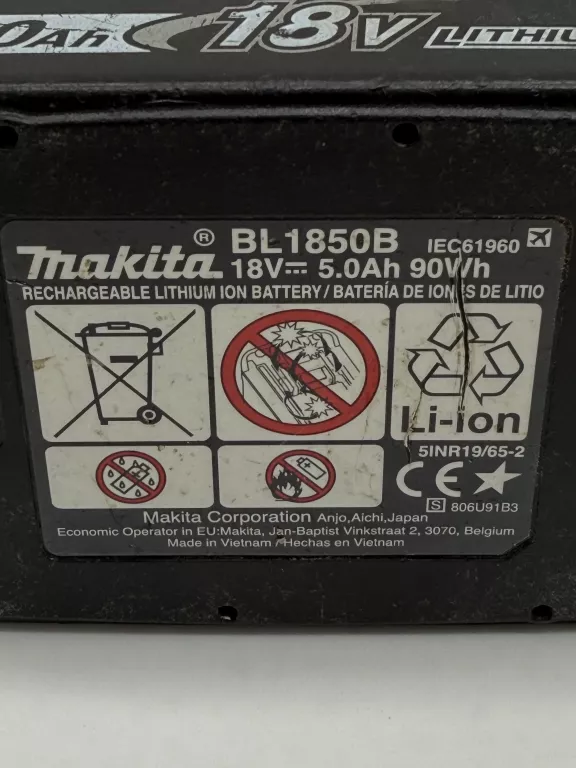 0Ah 18V LITHIU
makita ® BL1850B IEC61960
18V⎓ 5.0Ah 90Wh
RECHARGEABLE LITHIUM ION BATTERY / BATERÍA DE IONES DE LITIO
Li-ion
5INR19/65-2
CE
S 806U91B3
Makita Corporation Anjo,Aichi,Japan
Economic Operator in EU:Makita, Jan-Baptist Vinkstraat 2, 3070, Belgium
Made in Vietnam / Hechas en Vietnam